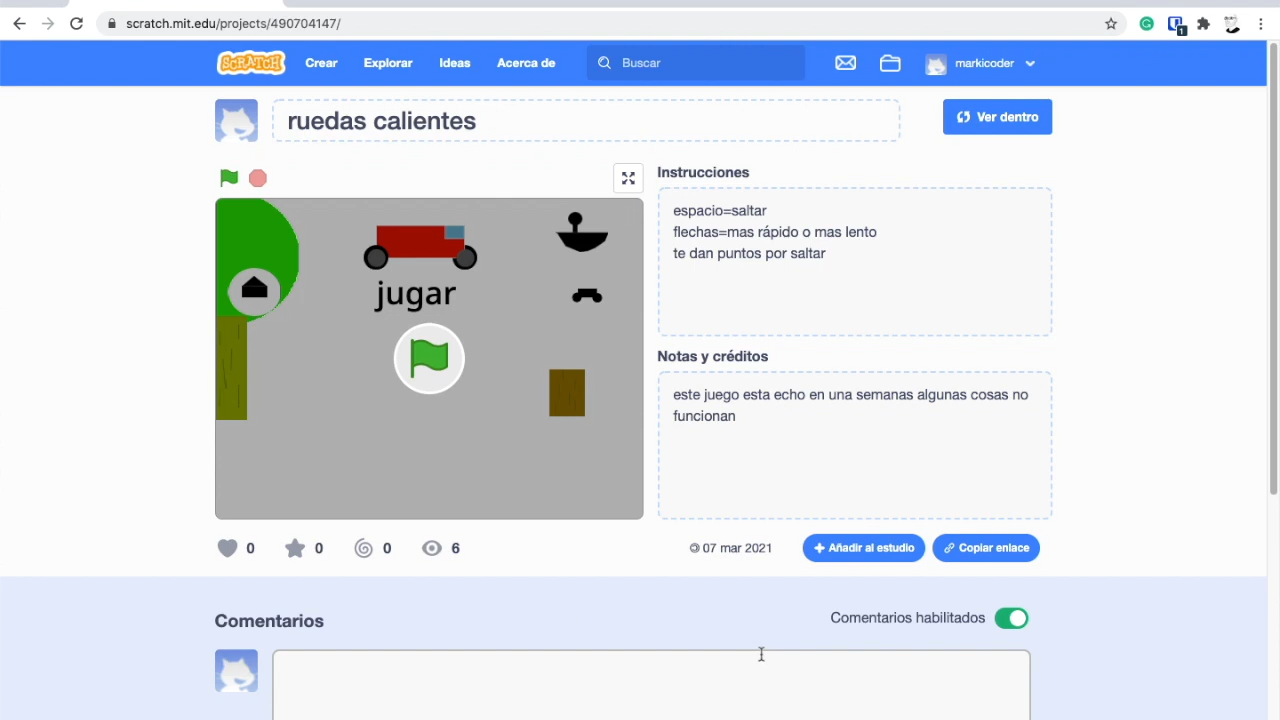 scratch.mit.edu/projects/490704147/
1
SCRATCH
Crear
Explorar
Ideas
Acerca de
Buscar
markicoder
ruedas calientes
Ver dentro
jugar
Instrucciones
espacio=saltar
flechas=mas rápido o mas lento
te dan puntos por saltar
Notas y créditos
este juego esta echo en una semanas algunas cosas no
funcionan
0
0
0
6
© 07 mar 2021
Añadir al estudio
Copiar enlace
Comentarios
Comentarios habilitados